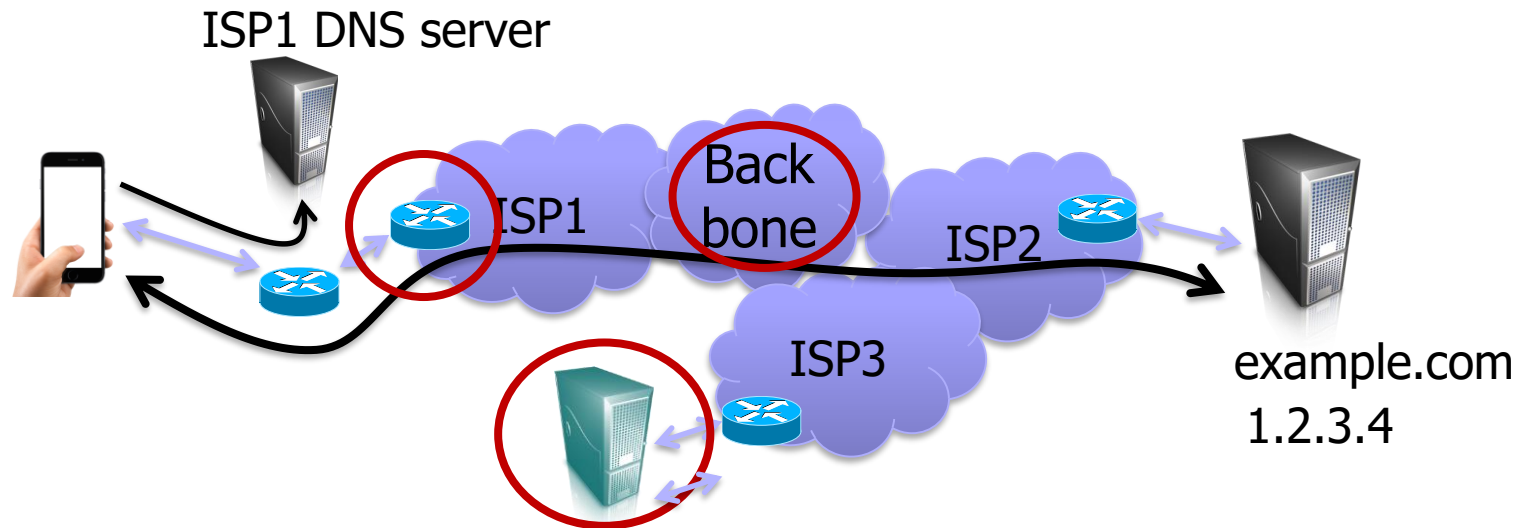 ISP1 DNS server
Back
bone
ISP1
ISP2
ISP3
example.com
1.2.3.4